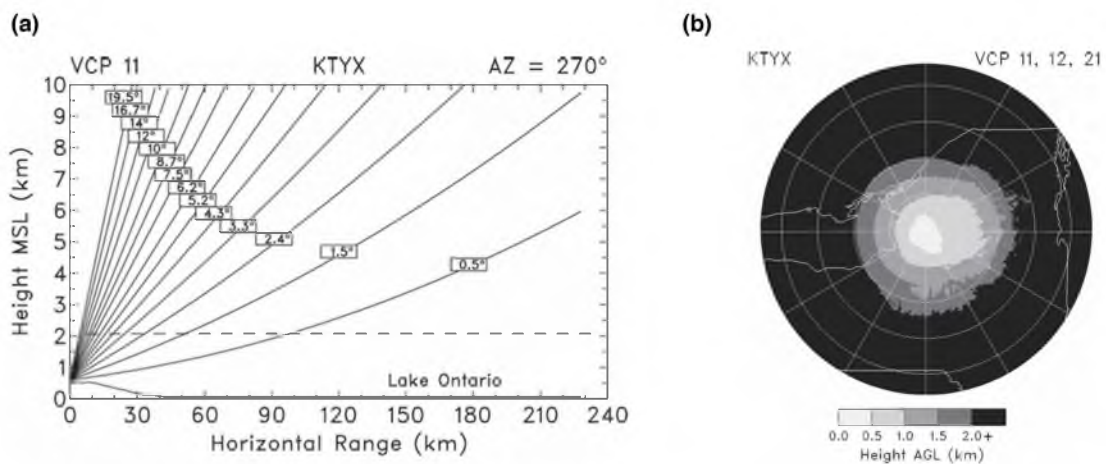 (a)
VCP 11 KTYX AZ = 270°
Height MSL (km)
10
9
8
7
6
5
4
3
2
1
0
19.5°
16.7°
14°
12°
10°
8.7°
7.5°
6.2°
5.2°
4.3°
3.3°
2.4°
1.5°
0.5°
Lake Ontario
0 30 60 90 120 150 180 210 240
Horizontal Range (km)
(b)
KTYX VCP 11, 12, 21
0.0 0.5 1.0 1.5 2.0+
Height AGL (km)